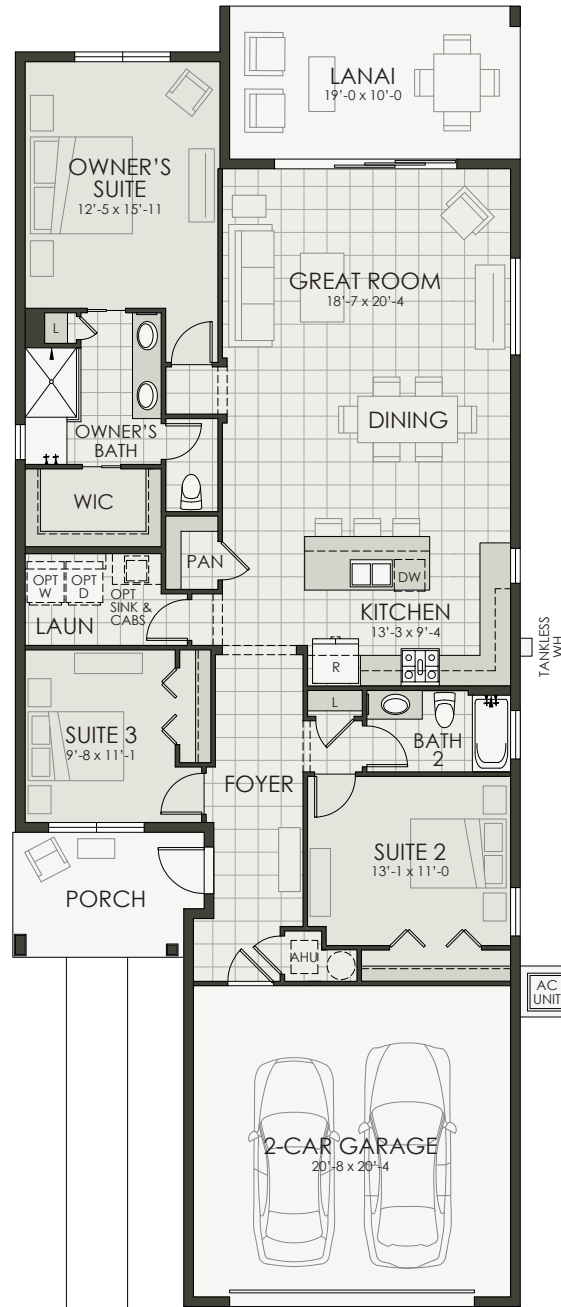 LANAI
19'-0 x 10'-0
OWNER'S
SUITE
12'-5 x 15'-11
GREAT ROOM
18'-7 x 20'-4
L
DINING
OWNER'S
BATH
WIC
PAN
OPT
W
OPT
D
OPT
SINK &
CABS
LAUN
DW
KITCHEN
13'-3 x 9'-4
R
TANKLESS
WH
L
BATH
2
SUITE 3
9'-8 x 11'-1
FOYER
SUITE 2
13'-1 x 11'-0
PORCH
AHU
AC
UNIT
2-CAR GARAGE
20'-8 x 20'-4